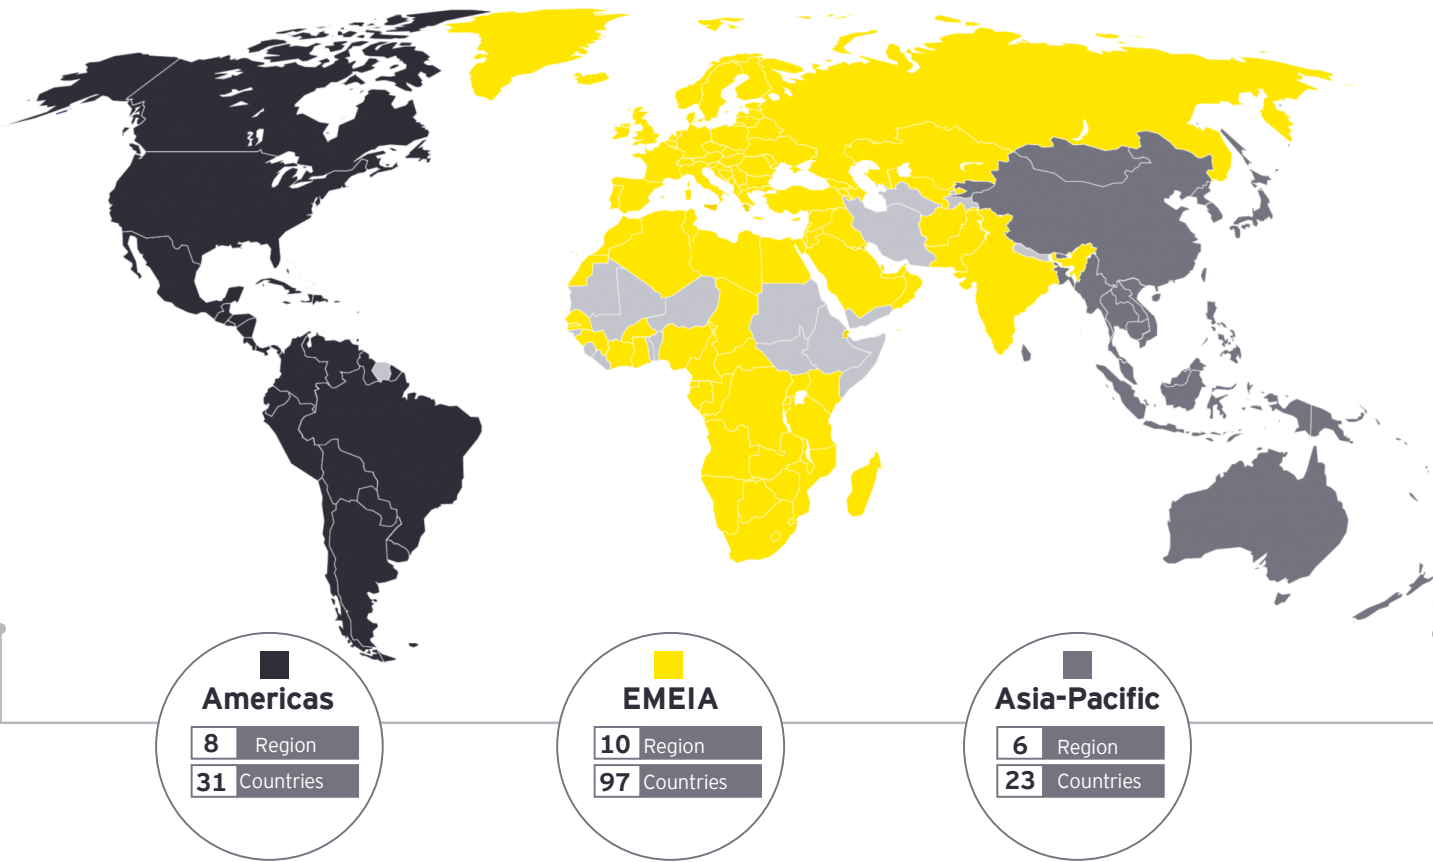 Americas
8 Region
31 Countries
EMEIA
10 Region
97 Countries
Asia-Pacific
6 Region
23 Countries